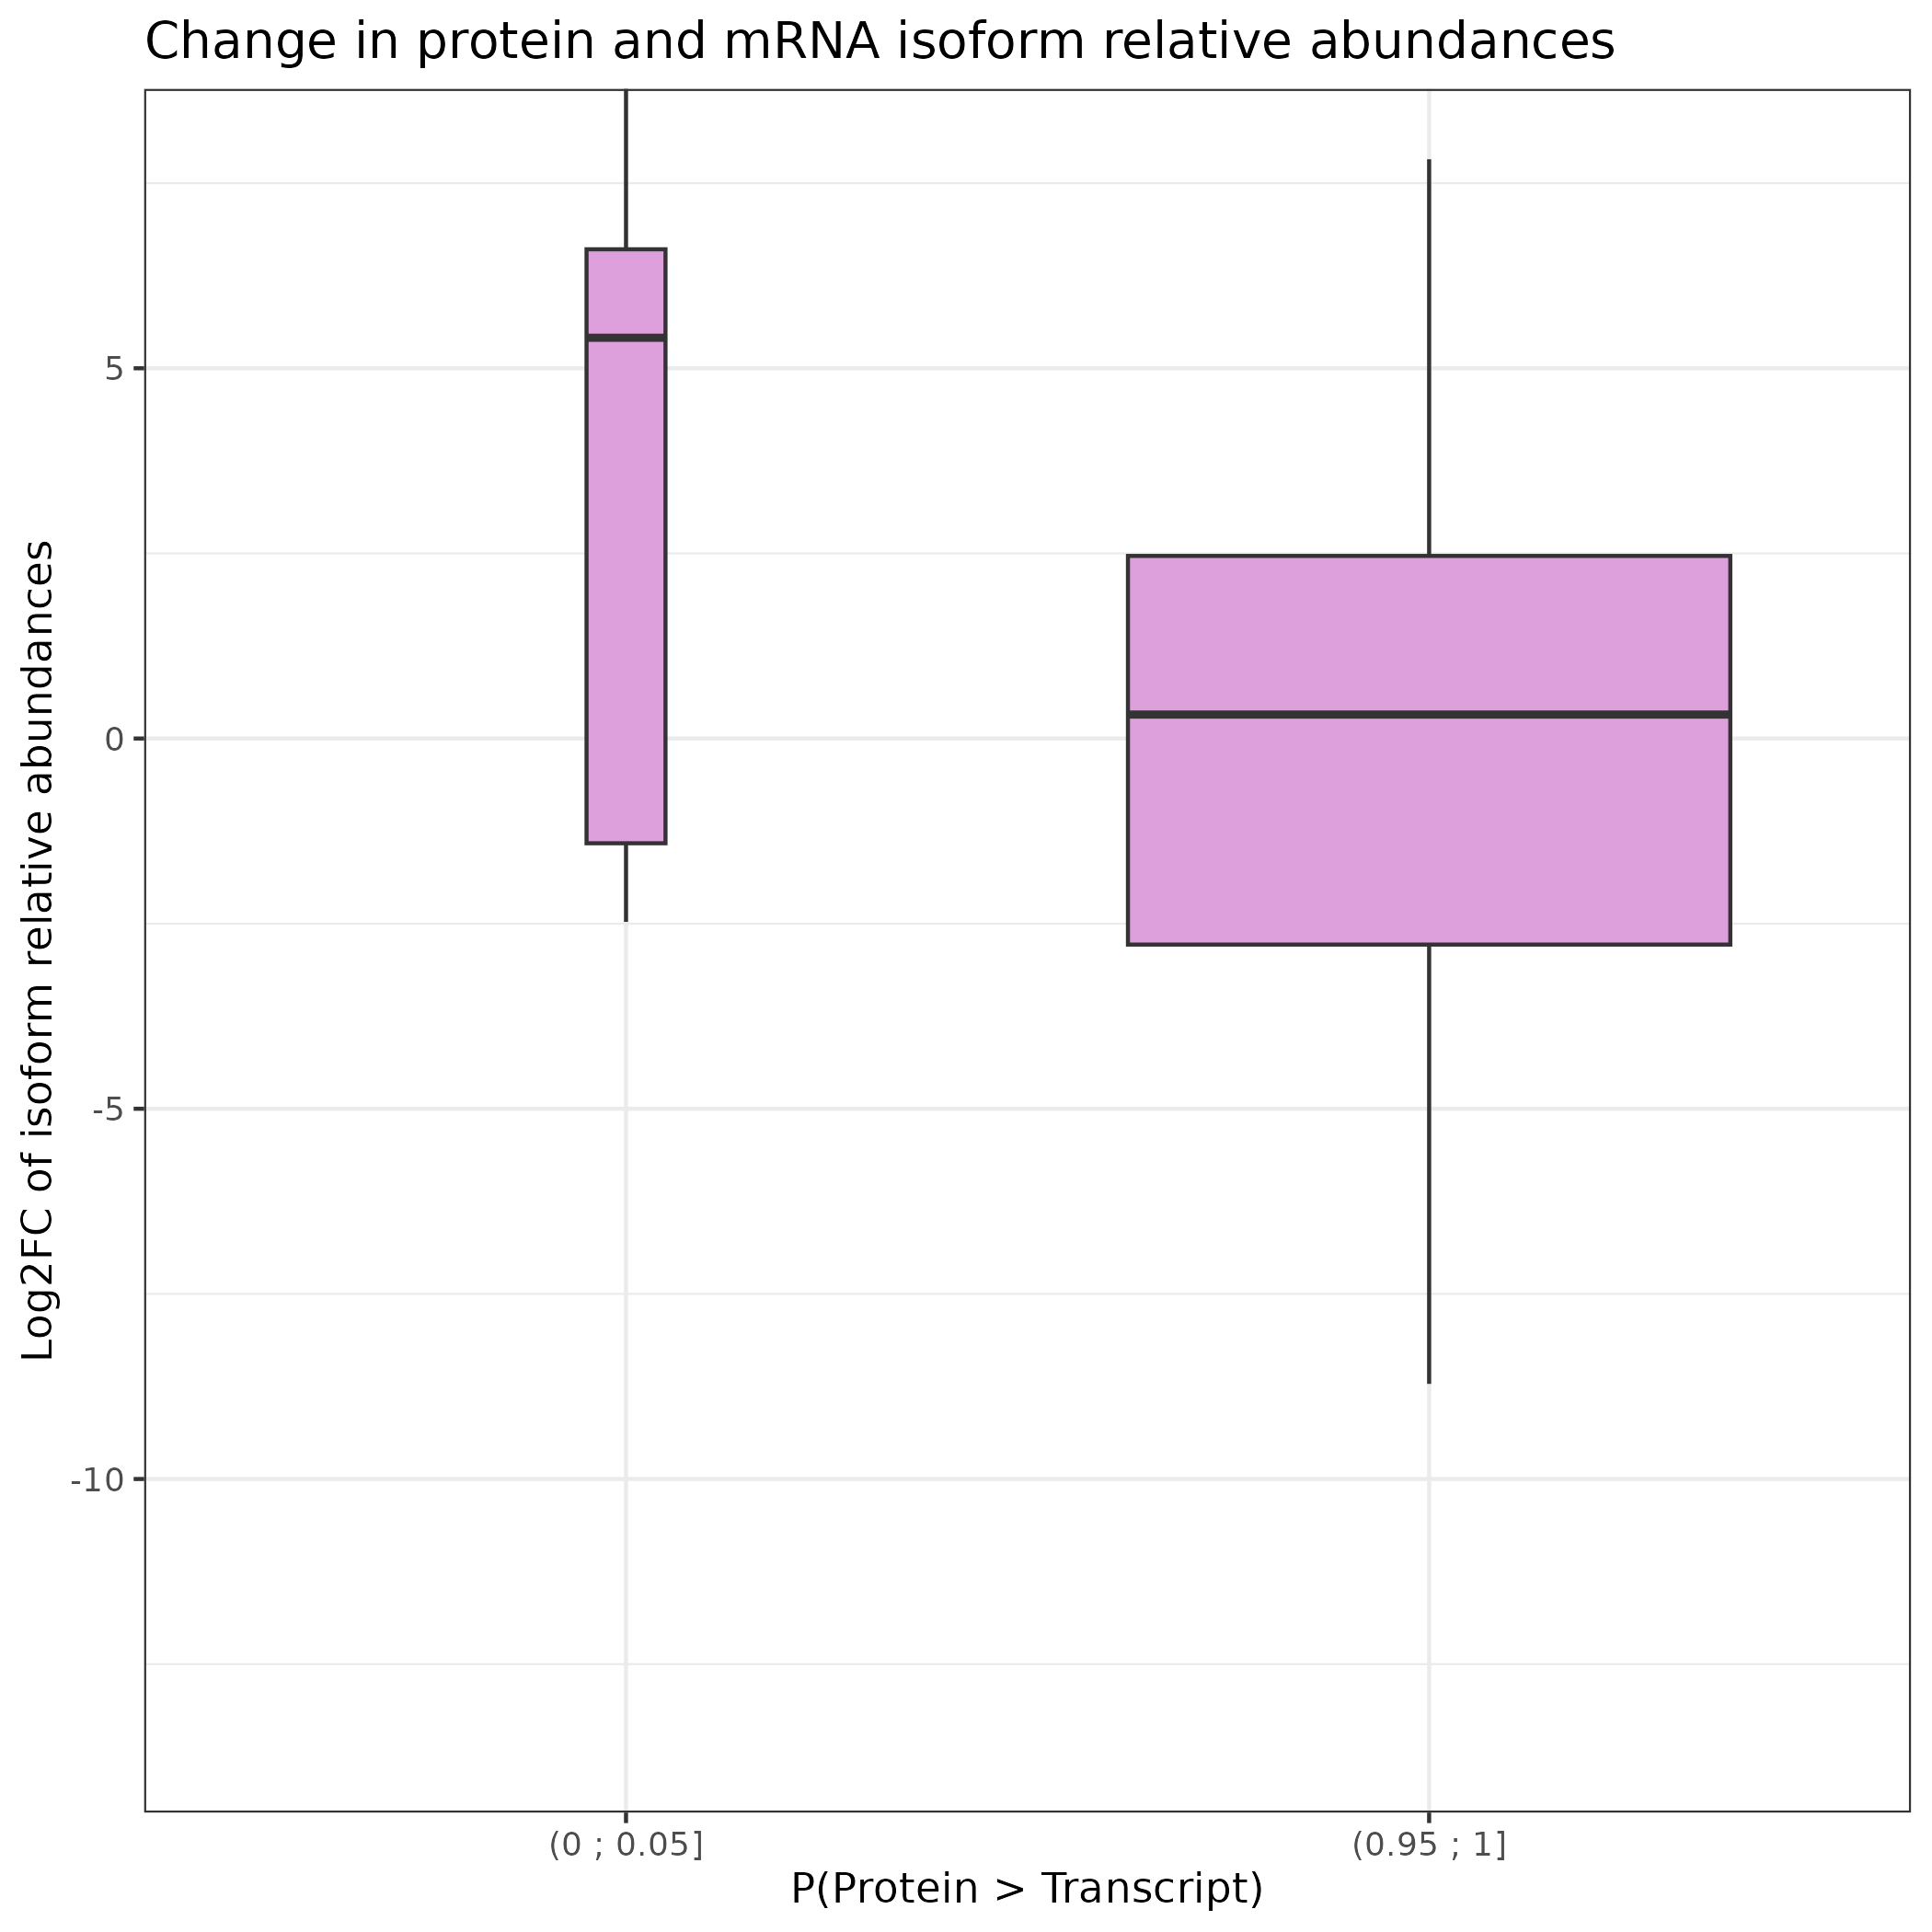 Change in protein and mRNA isoform relative abundances
Log2FC of isoform relative abundances
5
0
-5
-10
(0 ; 0.05]
(0.95 ; 1]
P(Protein > Transcript)